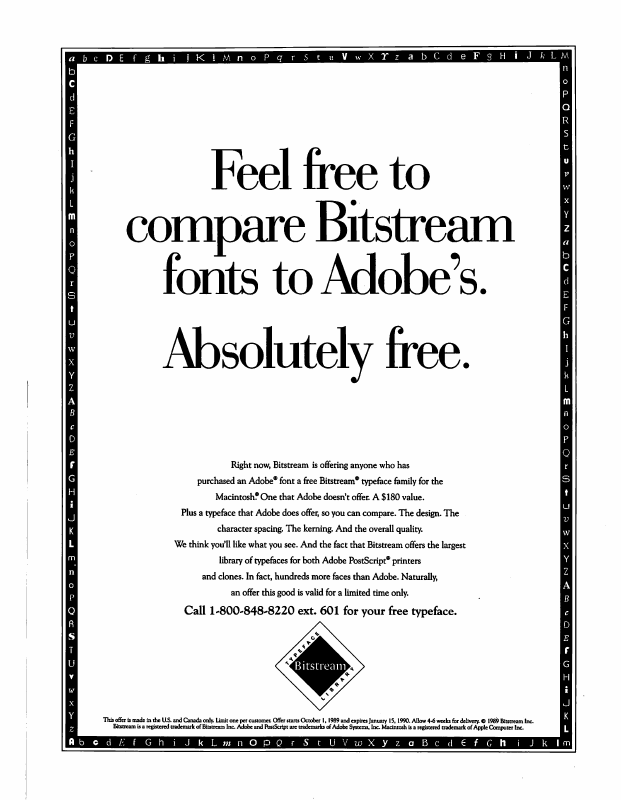 a b c D E f g h i J K l M n o P q r S t u V w X Y z a b C d e F g H i J k L M
b C d E F G h I j k L m n o P Q r S t u v w X Y Z A B c D E f G H i J K L m n o P Q R S T U v w x Y z
Feel free to
compare Bitstream
fonts to Adobe's.
Absolutely free.
Right now, Bitstream is offering anyone who has
purchased an Adobe® font a free Bitstream® typeface family for the
Macintosh.® One that Adobe doesn't offer. A $180 value.
Plus a typeface that Adobe does offer, so you can compare. The design. The
character spacing. The kerning. And the overall quality.
We think you'll like what you see. And the fact that Bitstream offers the largest
library of typefaces for both Adobe PostScript® printers
and clones. In fact, hundreds more faces than Adobe. Naturally,
an offer this good is valid for a limited time only.
Call 1-800-848-8220 ext. 601 for your free typeface.
TYPEFACE
Bitstream
LIBRARY
This offer is made in the U.S. and Canada only. Limit one per customer. Offer starts October 1, 1989 and expires January 15, 1990. Allow 4-6 weeks for delivery. © 1989 Bitstream Inc.
Bitstream is a registered trademark of Bitstream Inc. Adobe and PostScript are trademarks of Adobe Systems, Inc. Macintosh is a registered trademark of Apple Computer Inc.
n o P Q R S t u v w x Y Z a b C d E F G h I j k L m n o P Q r S t u v w X Y Z A B c D E f G H i J K L
A b c d E f G h i J k L m n O p Q r S t U V w X y z a B c d E f G h i J k l m